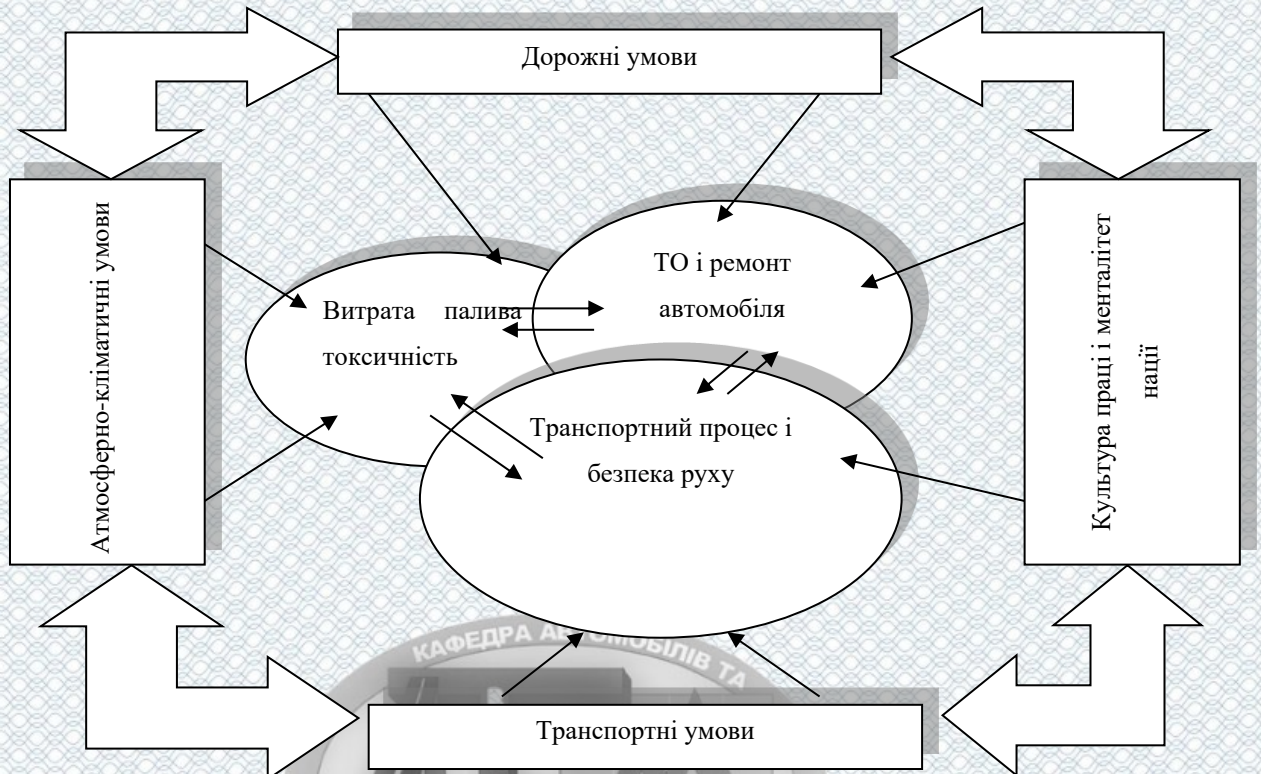 Дорожні умови
Атмосферно-кліматичні умови
ТО і ремонт
автомобіля
Витрата палива
токсичність
Транспортний процес і
безпека руху
Культура праці і менталітет
нації
КАФЕДРА АВТОМОБІЛІВ ТА
Транспортні умови